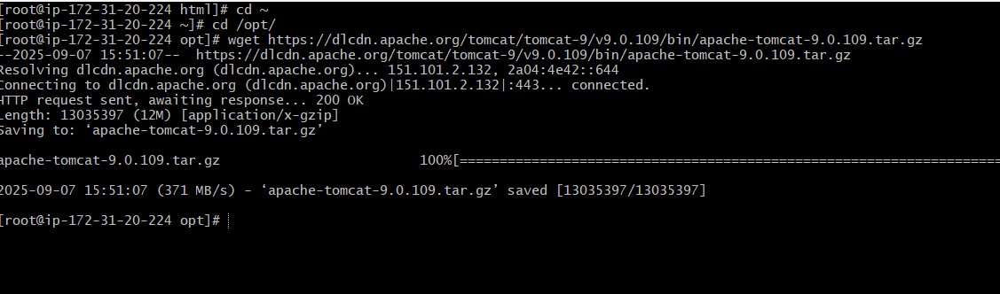 [root@ip-172-31-20-224 html]# cd ~
[root@ip-172-31-20-224 ~]# cd /opt/
[root@ip-172-31-20-224 opt]# wget https://dlcdn.apache.org/tomcat/tomcat-9/v9.0.109/bin/apache-tomcat-9.0.109.tar.gz
--2025-09-07 15:51:07--  https://dlcdn.apache.org/tomcat/tomcat-9/v9.0.109/bin/apache-tomcat-9.0.109.tar.gz
Resolving dlcdn.apache.org (dlcdn.apache.org)... 151.101.2.132, 2a04:4e42::644
Connecting to dlcdn.apache.org (dlcdn.apache.org)|151.101.2.132|:443... connected.
HTTP request sent, awaiting response... 200 OK
Length: 13035397 (12M) [application/x-gzip]
Saving to: ‘apache-tomcat-9.0.109.tar.gz’
apache-tomcat-9.0.109.tar.gz 100%[====================================================================
2025-09-07 15:51:07 (371 MB/s) - ‘apache-tomcat-9.0.109.tar.gz’ saved [13035397/13035397]
[root@ip-172-31-20-224 opt]#